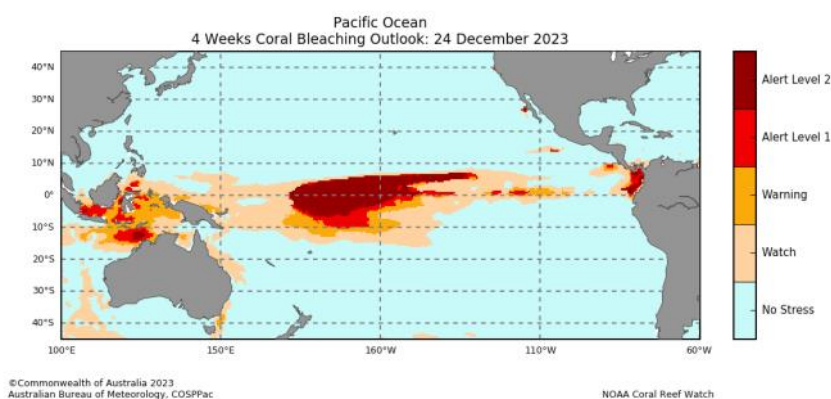 Pacific Ocean
4 Weeks Coral Bleaching Outlook: 24 December 2023
40°N
30°N
20°N
10°N
0°
10°S
20°S
30°S
40°S
100°E
150°E
160°W
110°W
60°W
Alert Level 2
Alert Level 1
Warning
Watch
No Stress
©Commonwealth of Australia 2023
Australian Bureau of Meteorology, COSPPac
NOAA Coral Reef Watch